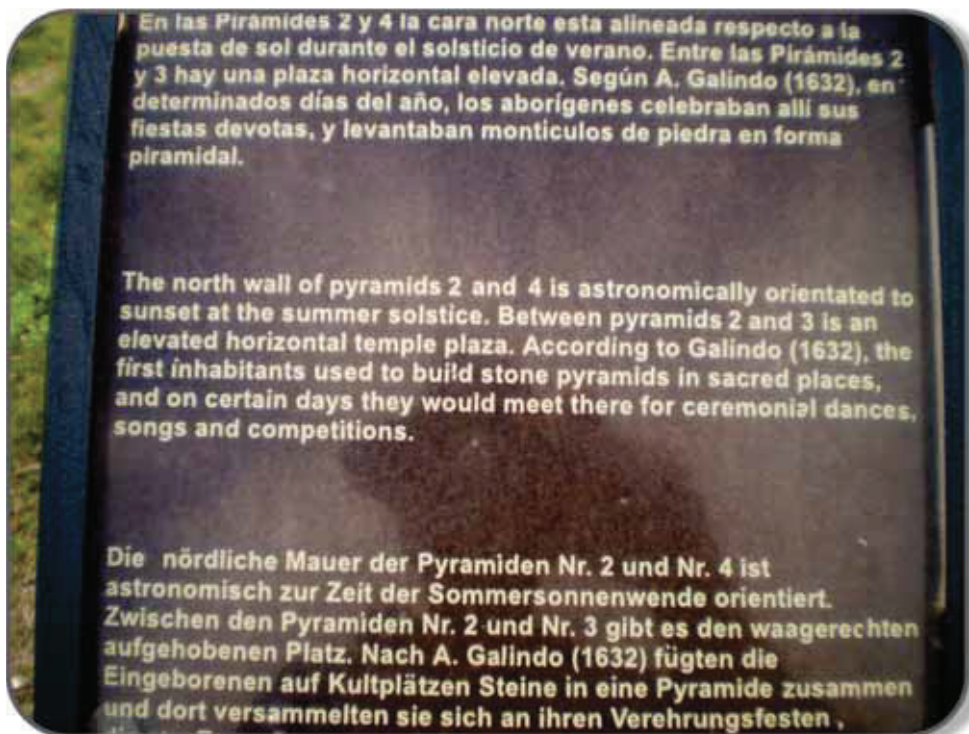 En las Pirámides 2 y 4 la cara norte esta alineada respecto a la
puesta de sol durante el solsticio de verano. Entre las Pirámides 2
y 3 hay una plaza horizontal elevada. Según A. Galindo (1632), en
determinados días del año, los aborígenes celebraban allí sus
fiestas devotas, y levantaban monticulos de piedra en forma
piramidal.
The north wall of pyramids 2 and 4 is astronomically orientated to
sunset at the summer solstice. Between pyramids 2 and 3 is an
elevated horizontal temple plaza. According to Galindo (1632), the
first inhabitants used to build stone pyramids in sacred places,
and on certain days they would meet there for ceremonial dances,
songs and competitions.
Die nördliche Mauer der Pyramiden Nr. 2 und Nr. 4 ist
astronomisch zur Zeit der Sommersonnenwende orientiert.
Zwischen den Pyramiden Nr. 2 und Nr. 3 gibt es den waagerechten
aufgehobenen Platz. Nach A. Galindo (1632) fügten die
Eingeborenen auf Kultplätzen Steine in eine Pyramide zusammen
und dort versammelten sie sich an ihren Verehrungsfesten ,